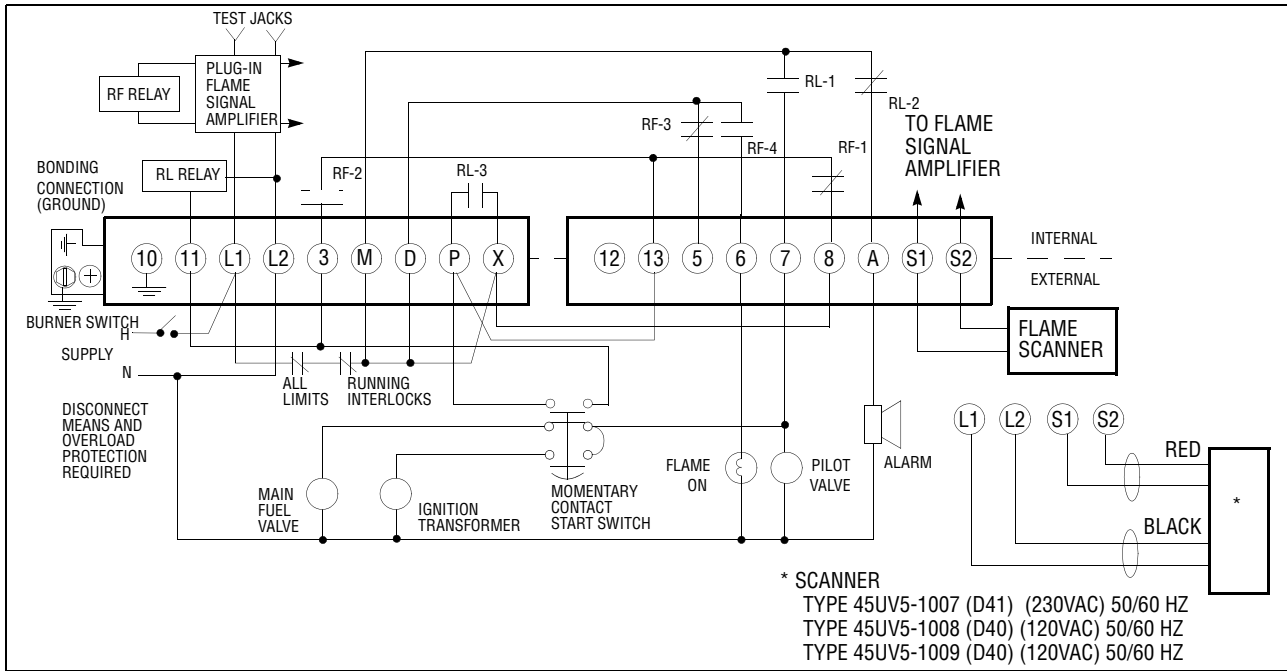 TEST JACKS
PLUG-IN
FLAME
SIGNAL
AMPLIFIER
RF RELAY
RL RELAY
BONDING
CONNECTION
(GROUND)
RF-2
RL-3
RF-3
RF-4
RL-1
RF-1
RL-2
TO FLAME
SIGNAL
AMPLIFIER
10 11 L1 L2 3 M D P X
12 13 5 6 7 8 A S1 S2
INTERNAL
EXTERNAL
BURNER SWITCH
H
SUPPLY
N
ALL
LIMITS
RUNNING
INTERLOCKS
DISCONNECT
MEANS AND
OVERLOAD
PROTECTION
REQUIRED
MAIN
FUEL
VALVE
IGNITION
TRANSFORMER
MOMENTARY
CONTACT
START SWITCH
FLAME
ON
PILOT
VALVE
ALARM
FLAME
SCANNER
L1 L2 S1 S2
RED
BLACK
*
* SCANNER
TYPE 45UV5-1007 (D41) (230VAC) 50/60 HZ
TYPE 45UV5-1008 (D40) (120VAC) 50/60 HZ
TYPE 45UV5-1009 (D40) (120VAC) 50/60 HZ